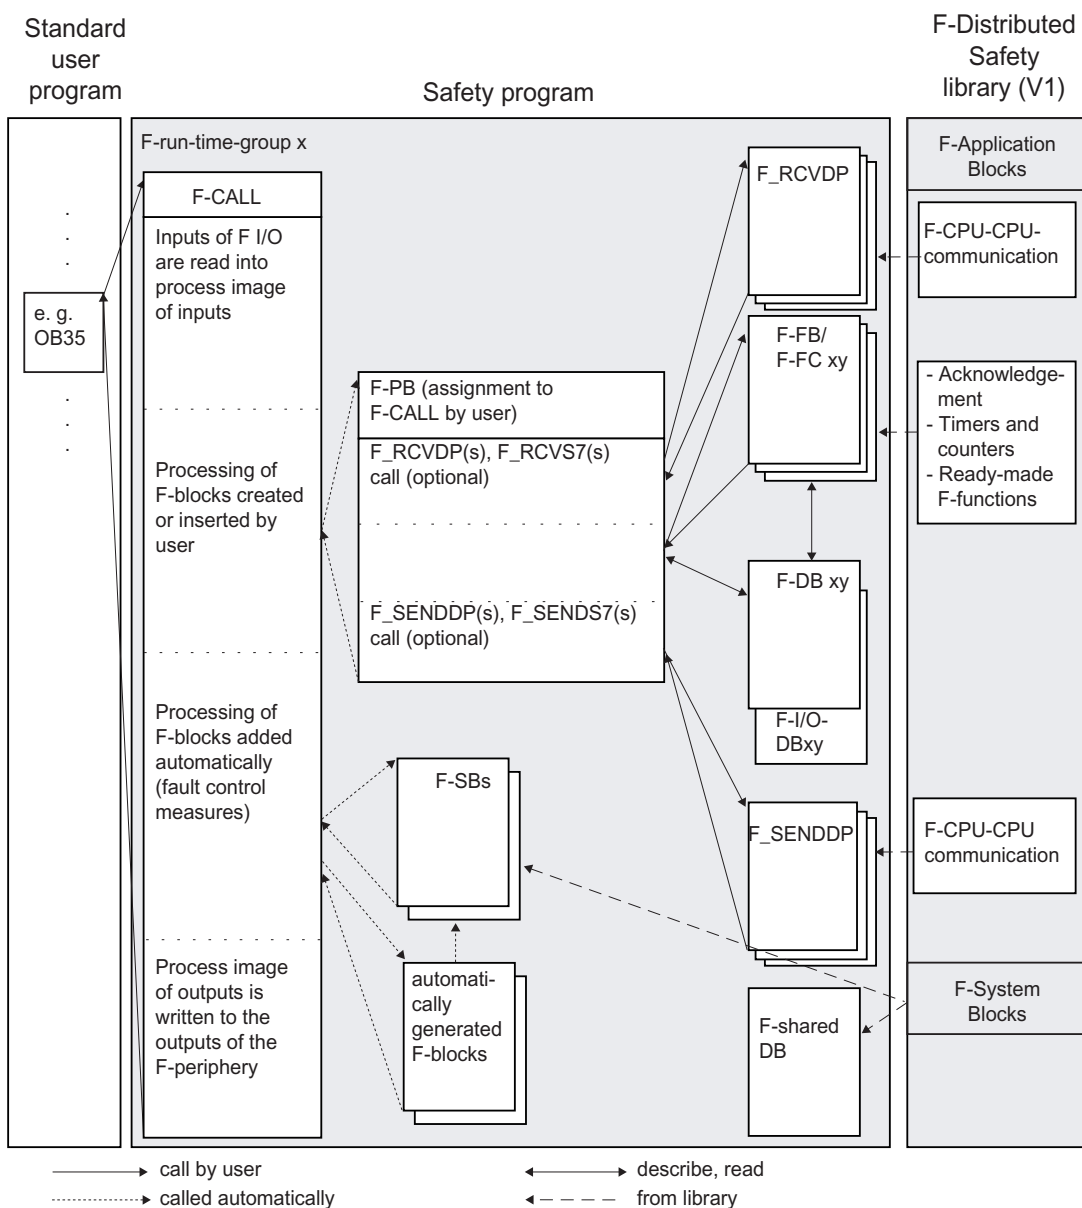 Standard
user
program
Safety program
F-Distributed
Safety
library (V1)
F-run-time-group x
F-CALL
Inputs of F I/O
are read into
process image
of inputs
Processing of
F-blocks created
or inserted by
user
Processing of
F-blocks added
automatically
(fault control
measures)
Process image
of outputs is
written to the
outputs of the
F-periphery
e. g.
OB35
F-PB (assignment to
F-CALL by user)
F_RCVDP(s), F_RCVS7(s)
call (optional)
F_SENDDP(s), F_SENDS7(s)
call (optional)
F-SBs
automati-
cally
generated
F-blocks
F_RCVDP
F-FB/
F-FC xy
F-DB xy
F-I/O-
DBxy
F_SENDDP
F-shared
DB
F-Application
Blocks
F-CPU-CPU-
communication
- Acknowledge-
ment
- Timers and
counters
- Ready-made
F-functions
F-CPU-CPU
communication
F-System
Blocks
call by user
called automatically
describe, read
from library